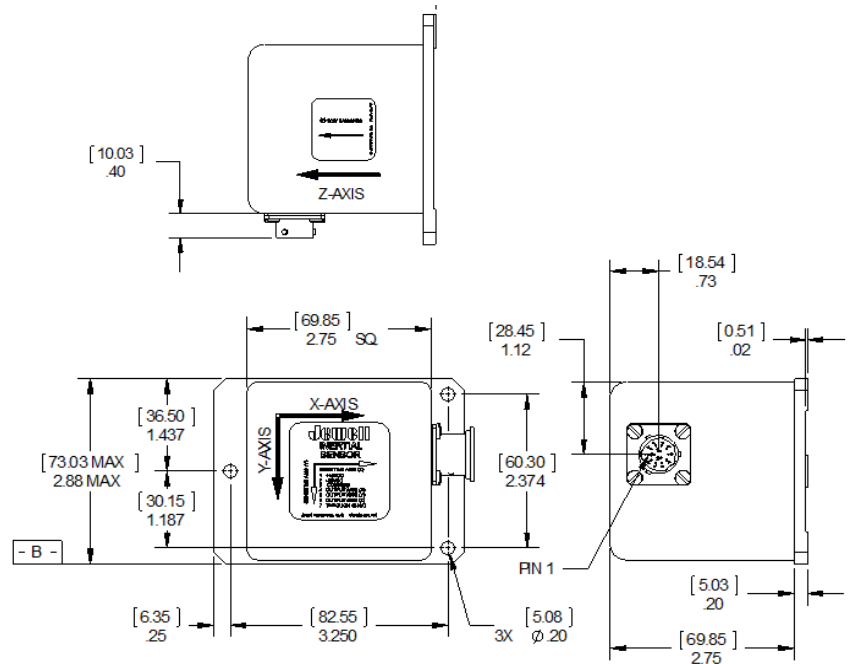 [ 10.03 ]
.40
Z-AXIS
[ 18.54 ]
.73
[ 69.85 ]
2.75 SQ.
[ 28.45 ]
1.12
[ 0.51 ]
.02
[ 36.50 ]
1.437
X-AXIS
Y-AXIS
Jewell
INERTIAL
SENSOR
[ 73.03 MAX ]
2.88 MAX
[ 60.30 ]
2.374
[ 30.15 ]
1.187
- B -
PIN 1
[ 6.35 ]
.25
[ 82.55 ]
3.250
3X
[ 5.08 ]
Ø .20
[ 5.03 ]
.20
[ 69.85 ]
2.75